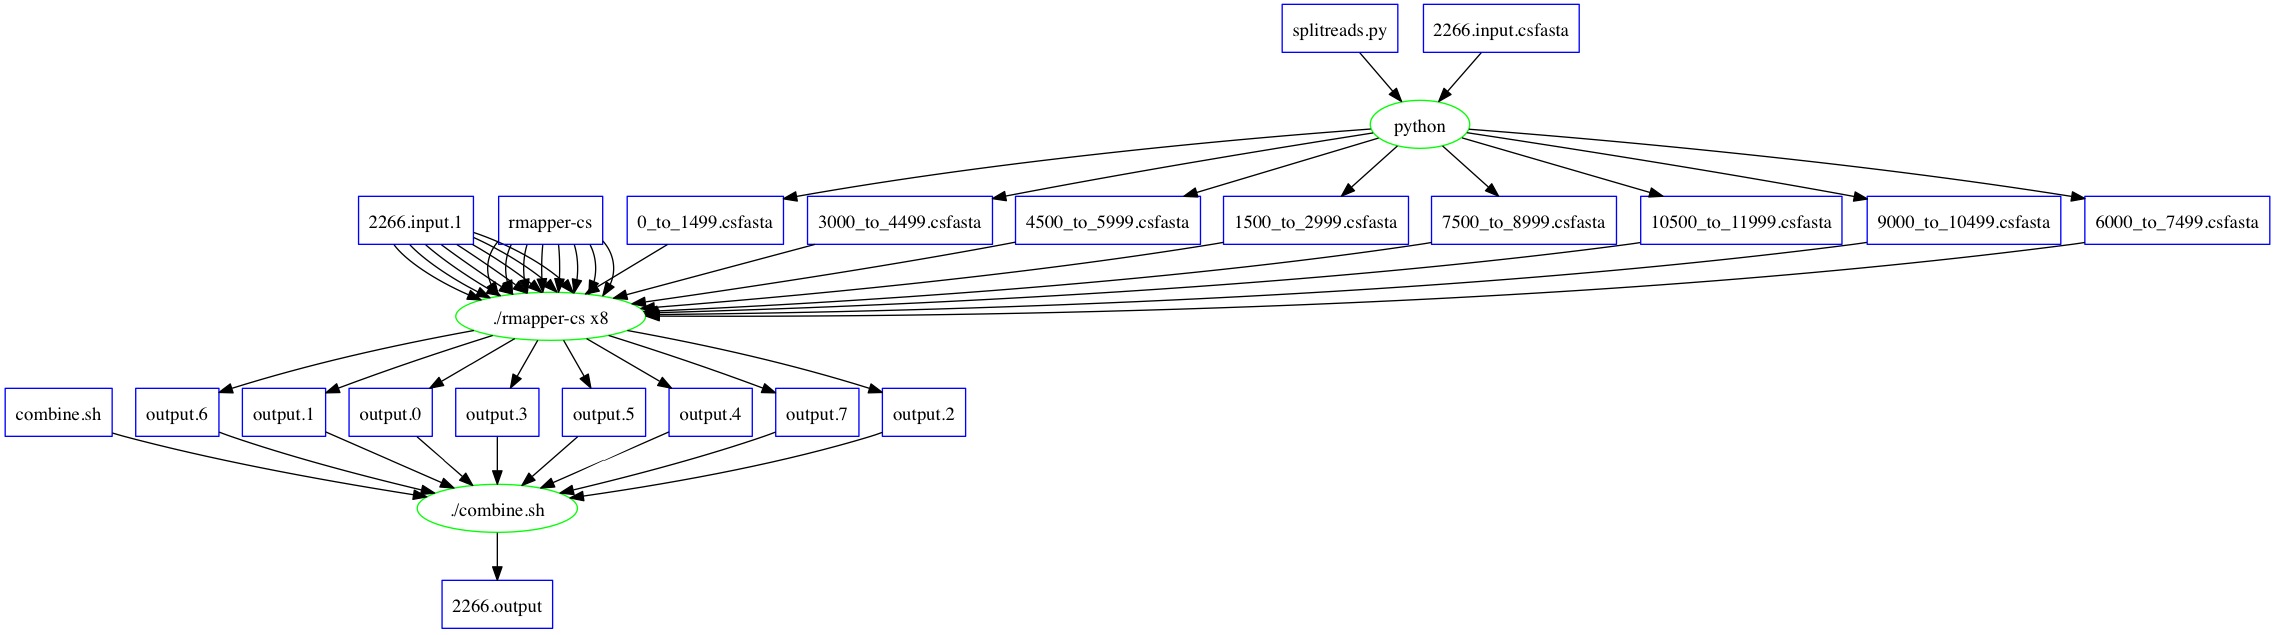 splitreads.py
2266.input.csfasta
python
2266.input.1
rmapper-cs
0_to_1499.csfasta
3000_to_4499.csfasta
4500_to_5999.csfasta
1500_to_2999.csfasta
7500_to_8999.csfasta
10500_to_11999.csfasta
9000_to_10499.csfasta
6000_to_7499.csfasta
./rmapper-cs x8
combine.sh
output.6
output.1
output.0
output.3
output.5
output.4
output.7
output.2
./combine.sh
2266.output